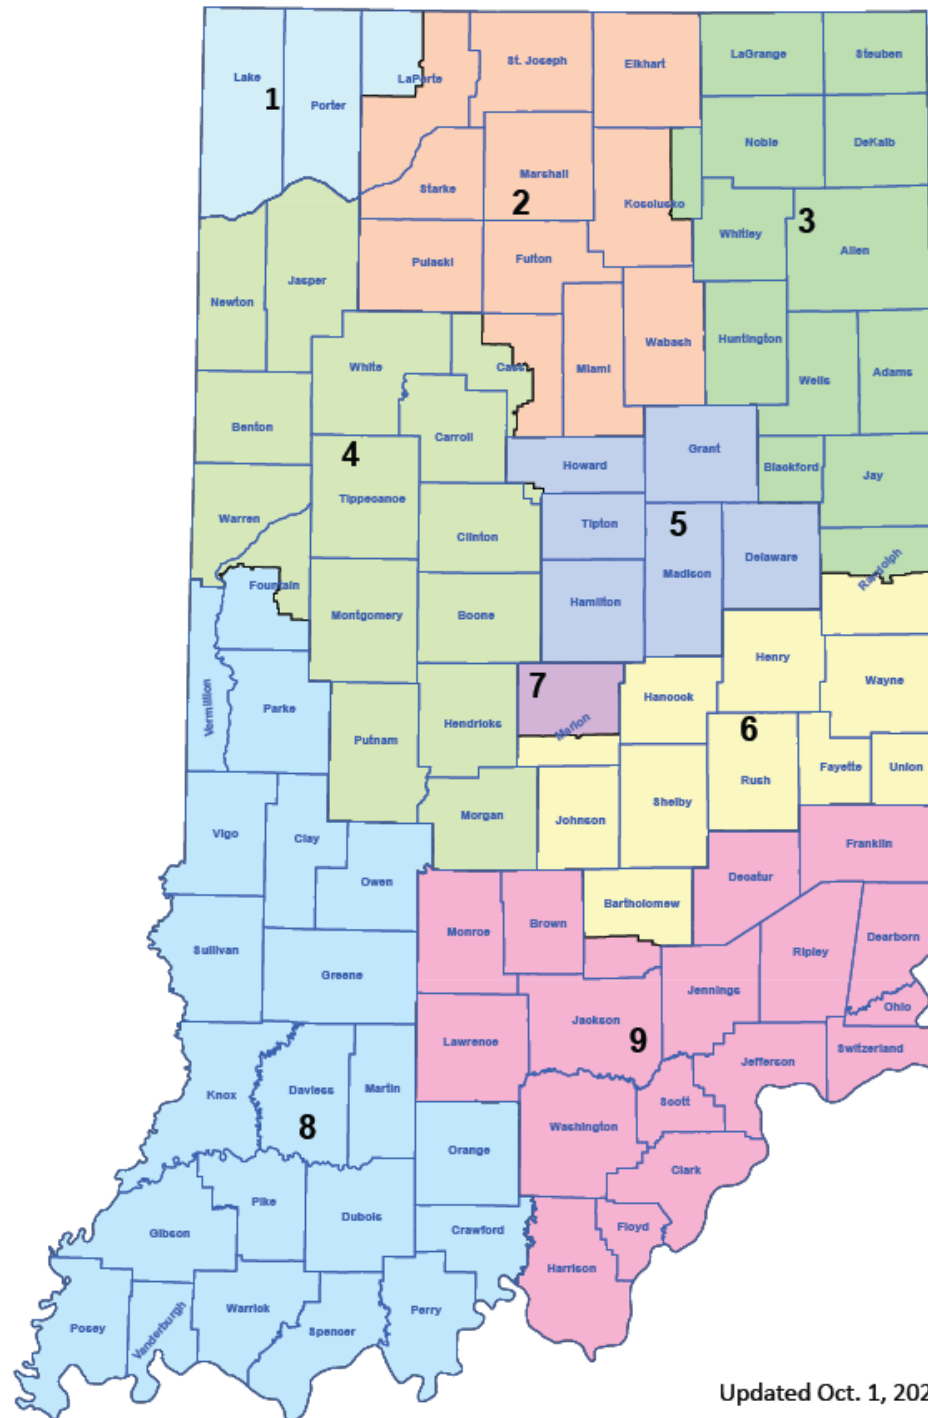 LaGrange
Steuben
St. Joseph
Elkhart
Lake
LaPorte
1
Porter
Noble
DeKalb
Marshall
Starke
2
Kosoiusko
3
Whitley
Allen
Pulaski
Fulton
Jasper
Newton
Huntington
Wabash
White
Cass
Miami
Wells
Adams
Benton
Carroll
4
Grant
Howard
Blackford
Jay
Tippecanoe
Warren
5
Tipton
Clinton
Delaware
Madison
Randolph
Fountain
Hamilton
Montgomery
Boone
Henry
Wayne
7
Hancock
Vermillion
Parke
Hendricks
Marion
6
Putnam
Fayette
Union
Rush
Shelby
Morgan
Johnson
Vigo
Clay
Franklin
Decatur
Owen
Bartholomew
Brown
Monroe
Dearborn
Sullivan
Ripley
Greene
Jennings
Ohio
Jackson
9
Lawrence
Switzerland
Jefferson
Daviess
Martin
Knox
Scott
8
Washington
Orange
Clark
Pike
Dubois
Floyd
Crawford
Gibson
Harrison
Warrick
Perry
Posey
Vanderburgh
Spencer
Updated Oct. 1, 202